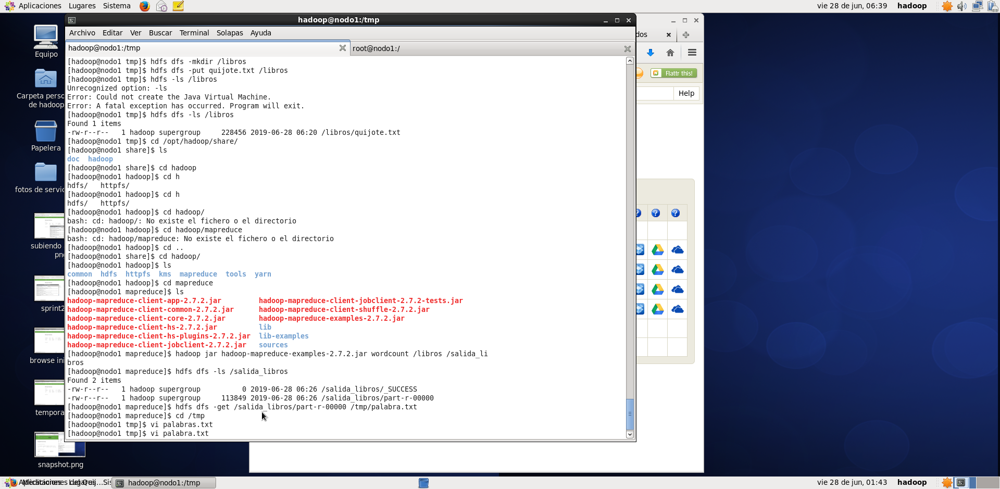 Aplicaciones Lugares Sistema
vie 28 de jun, 06:39 hadoop
hadoop@nodo1:/tmp
Archivo Editar Ver Buscar Terminal Solapas Ayuda
hadoop@nodo1:/tmp
root@nodo1:/
[hadoop@nodo1 tmp]$ hdfs dfs -mkdir /libros
[hadoop@nodo1 tmp]$ hdfs dfs -put quijote.txt /libros
[hadoop@nodo1 tmp]$ hdfs -ls /libros
Unrecognized option: -ls
Error: Could not create the Java Virtual Machine.
Error: A fatal exception has occurred. Program will exit.
[hadoop@nodo1 tmp]$ hdfs dfs -ls /libros
Found 1 items
-rw-r--r--   1 hadoop supergroup     228456 2019-06-28 06:20 /libros/quijote.txt
[hadoop@nodo1 tmp]$ cd /opt/hadoop/share/
[hadoop@nodo1 share]$ ls
doc  hadoop
[hadoop@nodo1 share]$ cd hadoop
[hadoop@nodo1 hadoop]$ cd h
hdfs/   httpfs/
[hadoop@nodo1 hadoop]$ cd h
hdfs/   httpfs/
[hadoop@nodo1 hadoop]$ cd hadoop/
bash: cd: hadoop/: No existe el fichero o el directorio
[hadoop@nodo1 hadoop]$ cd hadoop/mapreduce
bash: cd: hadoop/mapreduce: No existe el fichero o el directorio
[hadoop@nodo1 hadoop]$ cd ..
[hadoop@nodo1 share]$ cd hadoop/
[hadoop@nodo1 hadoop]$ ls
common  hdfs  httpfs  kms  mapreduce  tools  yarn
[hadoop@nodo1 hadoop]$ cd mapreduce
[hadoop@nodo1 mapreduce]$ ls
hadoop-mapreduce-client-app-2.7.2.jar         hadoop-mapreduce-client-jobclient-2.7.2-tests.jar
hadoop-mapreduce-client-common-2.7.2.jar      hadoop-mapreduce-client-shuffle-2.7.2.jar
hadoop-mapreduce-client-core-2.7.2.jar        hadoop-mapreduce-examples-2.7.2.jar
hadoop-mapreduce-client-hs-2.7.2.jar          lib
hadoop-mapreduce-client-hs-plugins-2.7.2.jar  lib-examples
hadoop-mapreduce-client-jobclient-2.7.2.jar   sources
[hadoop@nodo1 mapreduce]$ hadoop jar hadoop-mapreduce-examples-2.7.2.jar wordcount /libros /salida_li
bros
[hadoop@nodo1 mapreduce]$ hdfs dfs -ls /salida_libros
Found 2 items
-rw-r--r--   1 hadoop supergroup          0 2019-06-28 06:26 /salida_libros/_SUCCESS
-rw-r--r--   1 hadoop supergroup     113849 2019-06-28 06:26 /salida_libros/part-r-00000
[hadoop@nodo1 mapreduce]$ hdfs dfs -get /salida_libros/part-r-00000 /tmp/palabra.txt
[hadoop@nodo1 mapreduce]$ cd /tmp
[hadoop@nodo1 tmp]$ vi palabras.txt
[hadoop@nodo1 tmp]$ vi palabra.txt
Equipo
Carpeta perso
de hadoop
Papelera
fotos de servic
subiendo
png
sprint2
browse ini
tempora
snapshot.png
dos
Flattr this!
Help
hadoop@nodo1:/tmp
vie 28 de jun, 01:43 hadoop